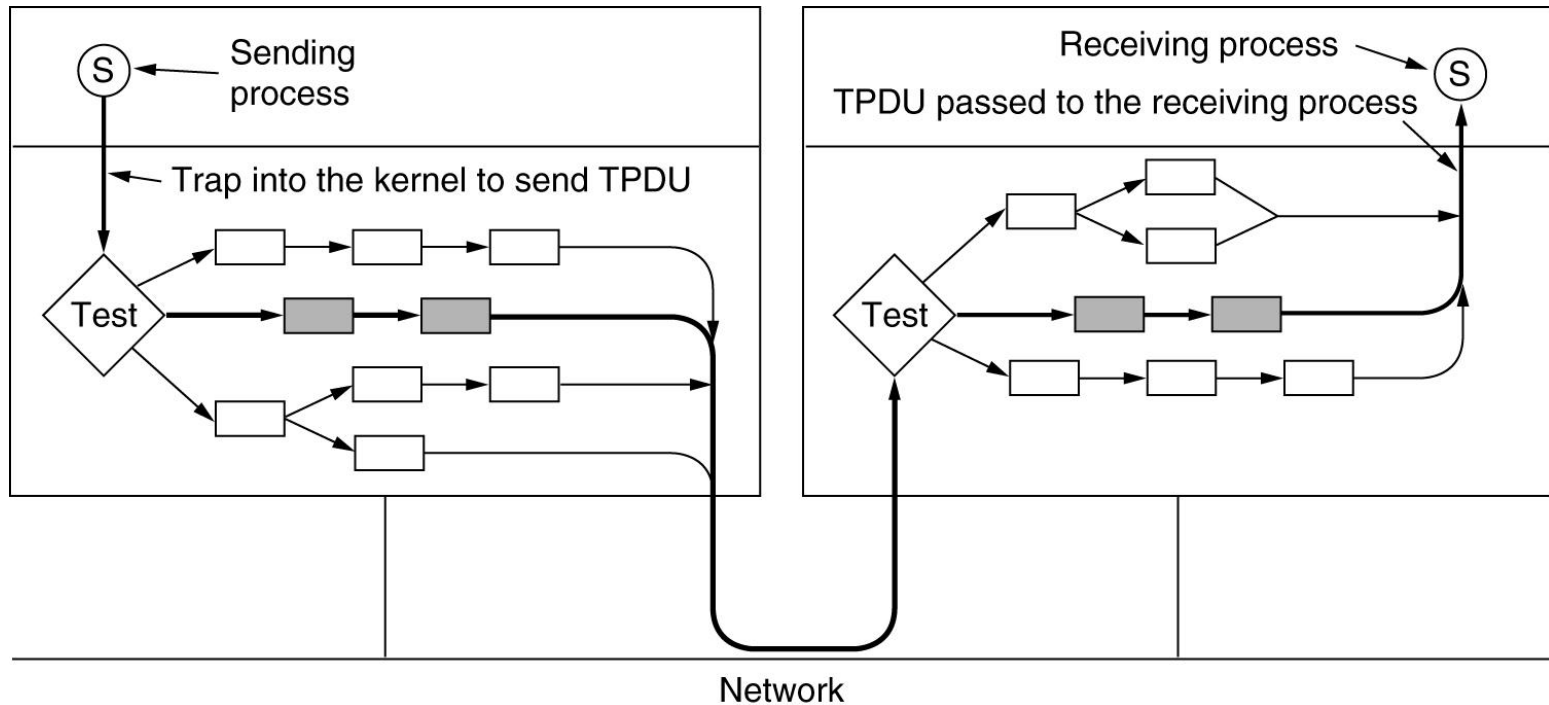 S
Sending
process
Trap into the kernel to send TPDU
Test
Receiving process
S
TPDU passed to the receiving process
Test
Network